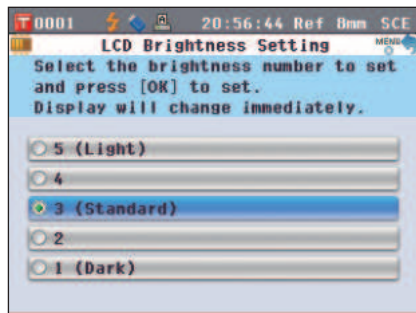 T0001 20:56:44 Ref 8mm SCE
LCD Brightness Setting MENU
Select the brightness number to set
and press [OK] to set.
Display will change immediately.
5 (Light)
4
3 (Standard)
2
1 (Dark)